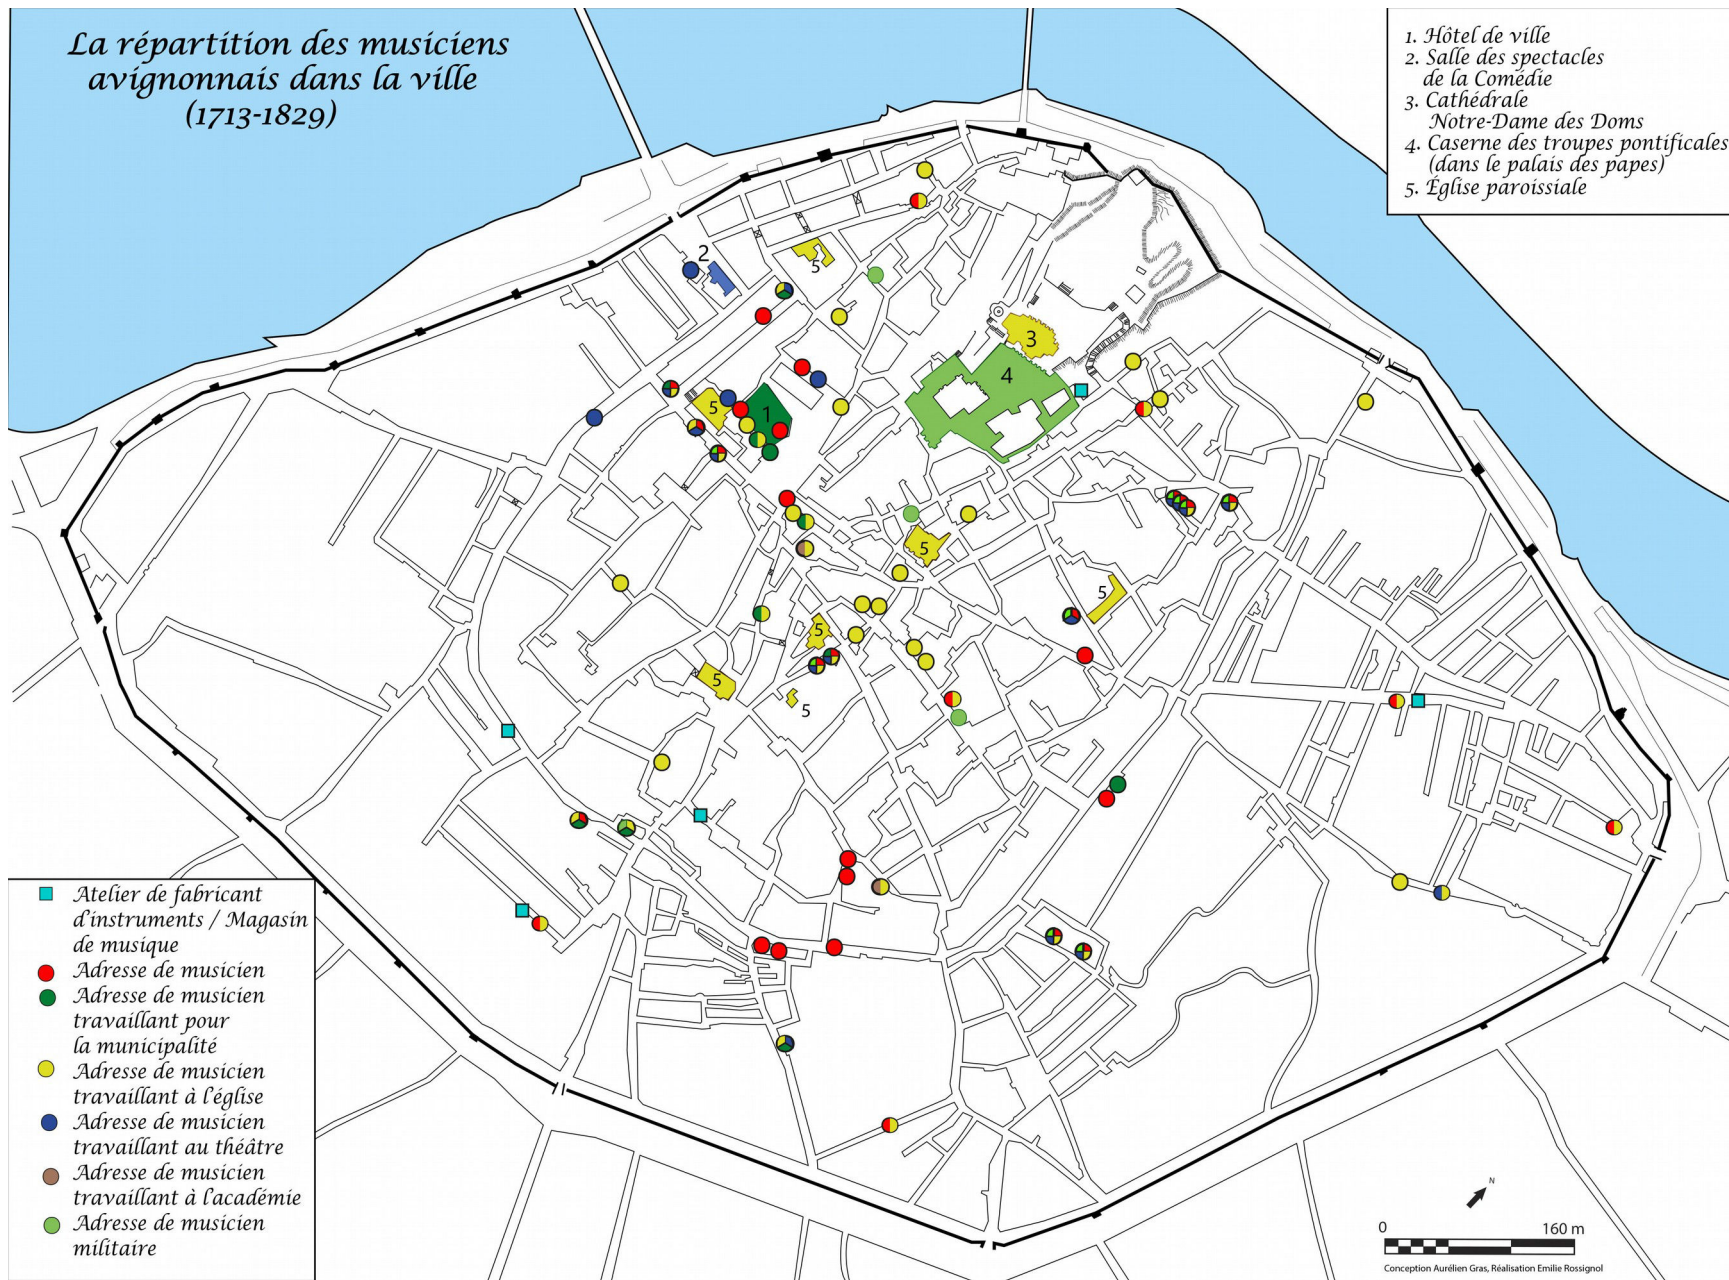 La répartition des musiciens
avignonnais dans la ville
(1713-1829)
1. Hôtel de ville
2. Salle des spectacles
de la Comédie
3. Cathédrale
Notre-Dame des Doms
4. Caserne des troupes pontificales
(dans le palais des papes)
5. Église paroissiale
2
5
3
4
5
1
5
5
5
5
5
Atelier de fabricant
d'instruments / Magasin
de musique
Adresse de musicien
Adresse de musicien
travaillant pour
la municipalité
Adresse de musicien
travaillant à l'église
Adresse de musicien
travaillant au théâtre
Adresse de musicien
travaillant à l'académie
Adresse de musicien
militaire
N
0 160 m
Conception Aurélien Gras, Réalisation Emilie Rossignol